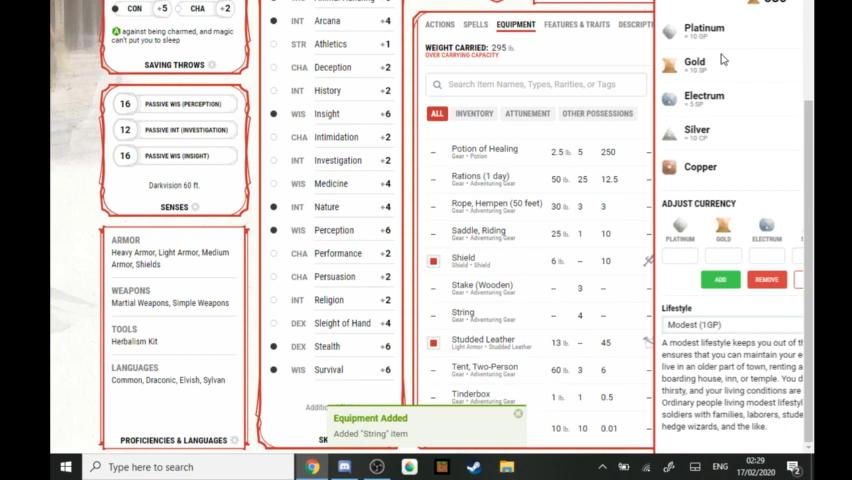 CON +5 CHA +2
A against being charmed, and magic
can't put you to sleep
SAVING THROWS
16 PASSIVE WIS (PERCEPTION)
12 PASSIVE INT (INVESTIGATION)
16 PASSIVE WIS (INSIGHT)
Darkvision 60 ft.
SENSES
ARMOR
Heavy Armor, Light Armor, Medium
Armor, Shields
WEAPONS
Martial Weapons, Simple Weapons
TOOLS
Herbalism Kit
LANGUAGES
Common, Draconic, Elvish, Sylvan
PROFICIENCIES & LANGUAGES
INT Arcana +4
STR Athletics +1
CHA Deception +2
INT History +2
WIS Insight +6
CHA Intimidation +2
INT Investigation +2
WIS Medicine +4
INT Nature +4
WIS Perception +6
CHA Performance +2
CHA Persuasion +2
INT Religion +2
DEX Sleight of Hand +4
DEX Stealth +6
WIS Survival +6
ACTIONS SPELLS EQUIPMENT FEATURES & TRAITS DESCRIPTI
WEIGHT CARRIED: 295 lb.
OVER CARRYING CAPACITY
Search Item Names, Types, Rarities, or Tags
ALL INVENTORY ATTUNEMENT OTHER POSSESSIONS
-- Potion of Healing 2.5 lb. 5 250
Gear • Potion
-- Rations (1 day) 50 lb. 25 12.5
Gear • Adventuring Gear
-- Rope, Hempen (50 feet) 30 lb. 3 3
Gear • Adventuring Gear
-- Saddle, Riding 25 lb. 1 10
Gear • Adventuring Gear
Shield 6 lb. -- 10
Shield • Shield
-- Stake (Wooden) -- 3 --
Gear • Adventuring Gear
-- String -- 4 --
Gear • Adventuring Gear
Studded Leather 13 lb. -- 45
Light Armor • Studded Leather
-- Tent, Two-Person 60 lb. 3 6
Gear • Adventuring Gear
-- Tinderbox 1 lb. 1 0.5
10 lb. 10 0.01
Equipment Added
Added "String" item
Platinum
= 10 GP
Gold
= 10 SP
Electrum
= 5 SP
Silver
= 10 CP
Copper
ADJUST CURRENCY
PLATINUM GOLD ELECTRUM
ADD REMOVE
Lifestyle
Modest (1GP)
A modest lifestyle keeps you out of the
ensures that you can maintain your e
live in an older part of town, renting a
boarding house, inn, or temple. You d
thirsty, and your living conditions are
Ordinary people living modest lifestyl
soldiers with families, laborers, stude
hedge wizards, and the like.
Type here to search
ENG
02:29
17/02/2020
2